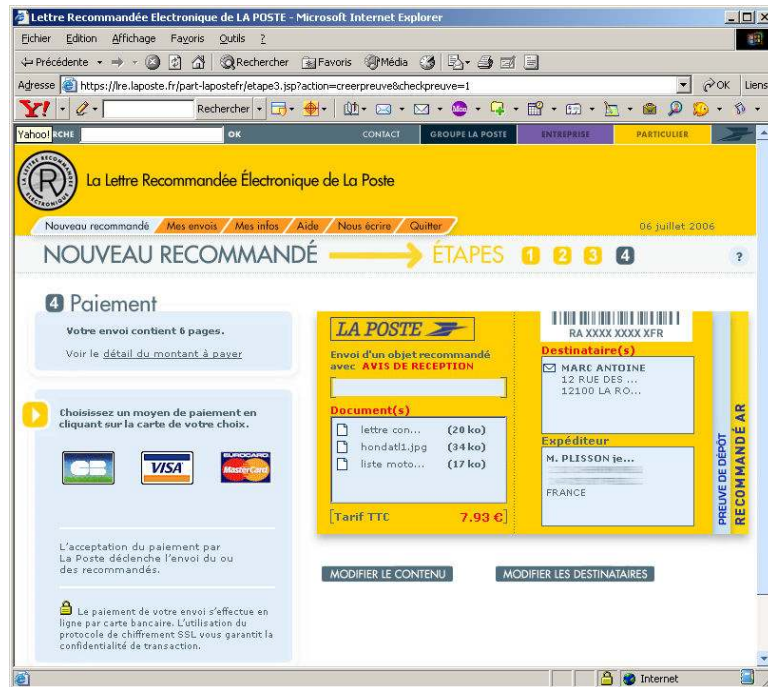 Lettre Recommandée Electronique de LA POSTE - Microsoft Internet Explorer
Fichier Edition Affichage Favoris Outils ?
Précédente Rechercher Favoris Média
Adresse https://lre.laposte.fr/part-lapostefr/etape3.jsp?action=creerpreuve&checkpreuve=1 OK Liens
Y! Rechercher
Yahoo! RCHE OK CONTACT GROUPE LA POSTE ENTREPRISE PARTICULIER
LA LETTRE RECOMMANDÉE ÉLECTRONIQUE
R La Lettre Recommandée Électronique de La Poste
Nouveau recommandé Mes envois Mes infos Aide Nous écrire Quitter 06 juillet 2006
NOUVEAU RECOMMANDÉ ÉTAPES 1 2 3 4 ?
4 Paiement
Votre envoi contient 6 pages.
Voir le détail du montant à payer
Choisissez un moyen de paiement en
cliquant sur la carte de votre choix.
CB VISA EUROCARD MasterCard
L'acceptation du paiement par
La Poste déclenche l'envoi du ou
des recommandés.
Le paiement de votre envoi s'effectue en
ligne par carte bancaire. L'utilisation du
protocole de chiffrement SSL vous garantit la
confidentialité de transaction.
LA POSTE
Envoi d'un objet recommandé
avec AVIS DE RECEPTION
Document(s)
lettre con... (20 ko)
hondatl1.jpg (34 ko)
liste moto... (17 ko)
Tarif TTC 7.93 €
RA XXXX XXXX XFR
Destinataire(s)
MARC ANTOINE
12 RUE DES ...
12100 LA RO...
Expéditeur
M. PLISSON je...
FRANCE
PREUVE DE DÉPÔT
RECOMMANDÉ AR
MODIFIER LE CONTENU MODIFIER LES DESTINATAIRES
Internet